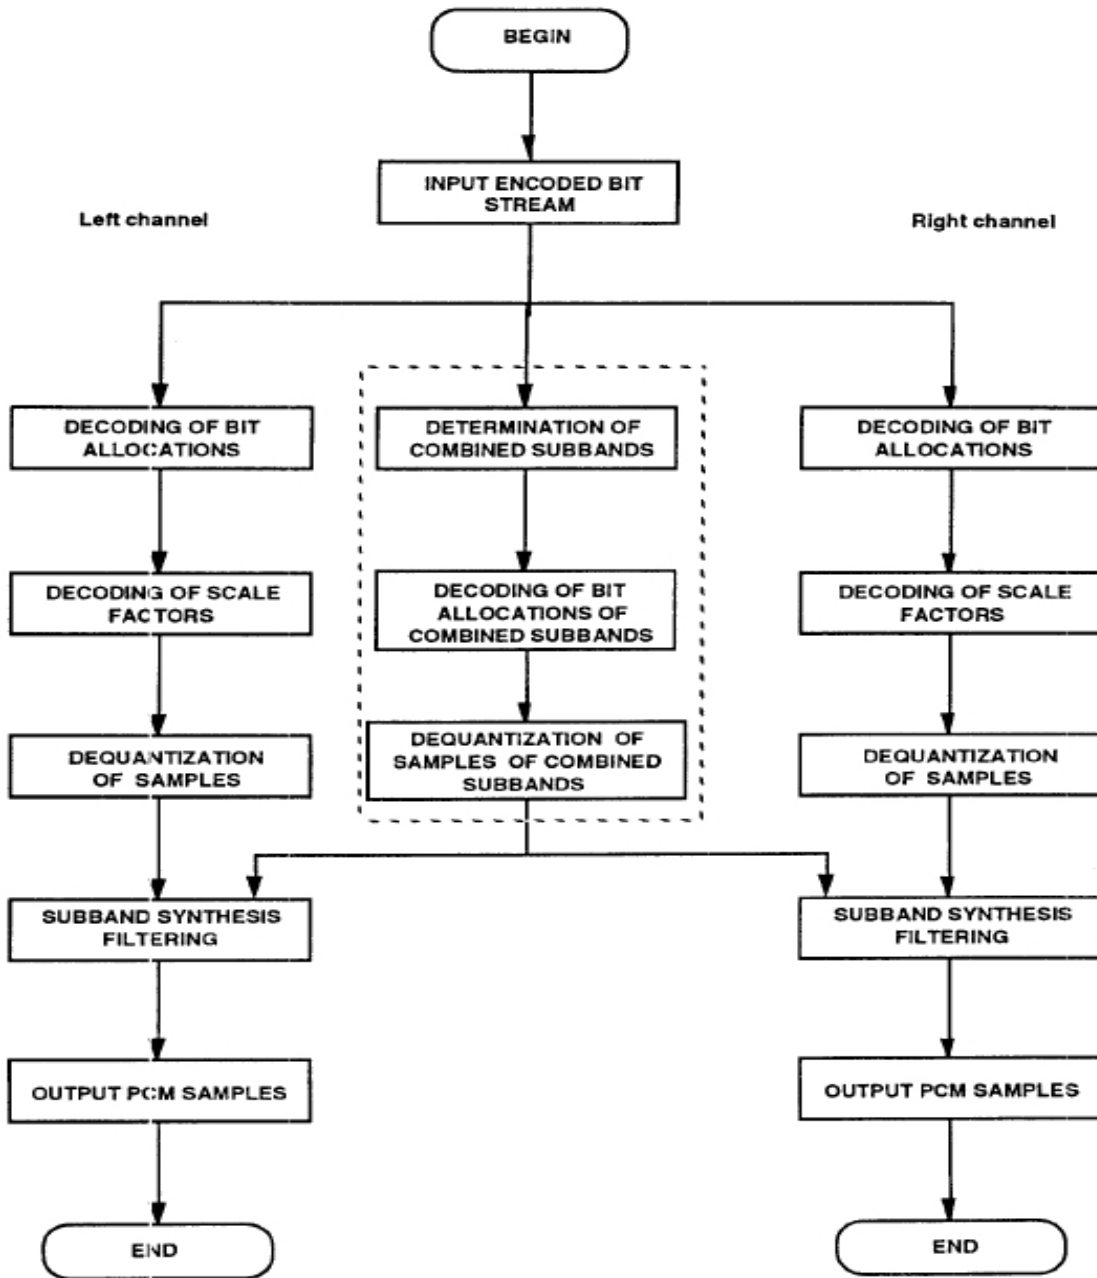 BEGIN
INPUT ENCODED BIT
STREAM
Left channel
Right channel
DECODING OF BIT
ALLOCATIONS
DETERMINATION OF
COMBINED SUBBANDS
DECODING OF BIT
ALLOCATIONS
DECODING OF SCALE
FACTORS
DECODING OF BIT
ALLOCATIONS OF
COMBINED SUBBANDS
DECODING OF SCALE
FACTORS
DEQUANTIZATION
OF SAMPLES
DEQUANTIZATION OF
SAMPLES OF COMBINED
SUBBANDS
DEQUANTIZATION
OF SAMPLES
SUBBAND SYNTHESIS
FILTERING
SUBBAND SYNTHESIS
FILTERING
OUTPUT PCM SAMPLES
OUTPUT PCM SAMPLES
END
END